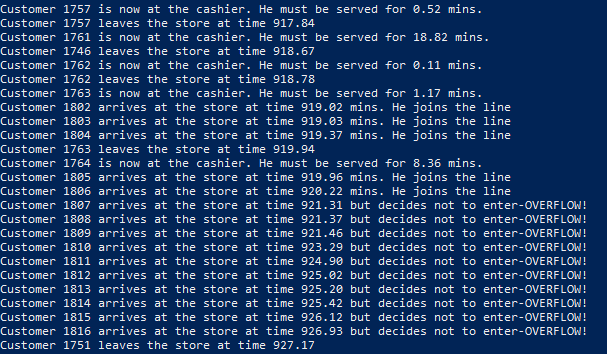 Customer 1757 is now at the cashier. He must be served for 0.52 mins.
Customer 1757 leaves the store at time 917.84
Customer 1761 is now at the cashier. He must be served for 18.82 mins.
Customer 1746 leaves the store at time 918.67
Customer 1762 is now at the cashier. He must be served for 0.11 mins.
Customer 1762 leaves the store at time 918.78
Customer 1763 is now at the cashier. He must be served for 1.17 mins.
Customer 1802 arrives at the store at time 919.02 mins. He joins the line
Customer 1803 arrives at the store at time 919.03 mins. He joins the line
Customer 1804 arrives at the store at time 919.37 mins. He joins the line
Customer 1763 leaves the store at time 919.94
Customer 1764 is now at the cashier. He must be served for 8.36 mins.
Customer 1805 arrives at the store at time 919.96 mins. He joins the line
Customer 1806 arrives at the store at time 920.22 mins. He joins the line
Customer 1807 arrives at the store at time 921.31 but decides not to enter-OVERFLOW!
Customer 1808 arrives at the store at time 921.37 but decides not to enter-OVERFLOW!
Customer 1809 arrives at the store at time 921.46 but decides not to enter-OVERFLOW!
Customer 1810 arrives at the store at time 923.29 but decides not to enter-OVERFLOW!
Customer 1811 arrives at the store at time 924.90 but decides not to enter-OVERFLOW!
Customer 1812 arrives at the store at time 925.02 but decides not to enter-OVERFLOW!
Customer 1813 arrives at the store at time 925.20 but decides not to enter-OVERFLOW!
Customer 1814 arrives at the store at time 925.42 but decides not to enter-OVERFLOW!
Customer 1815 arrives at the store at time 926.12 but decides not to enter-OVERFLOW!
Customer 1816 arrives at the store at time 926.93 but decides not to enter-OVERFLOW!
Customer 1751 leaves the store at time 927.17